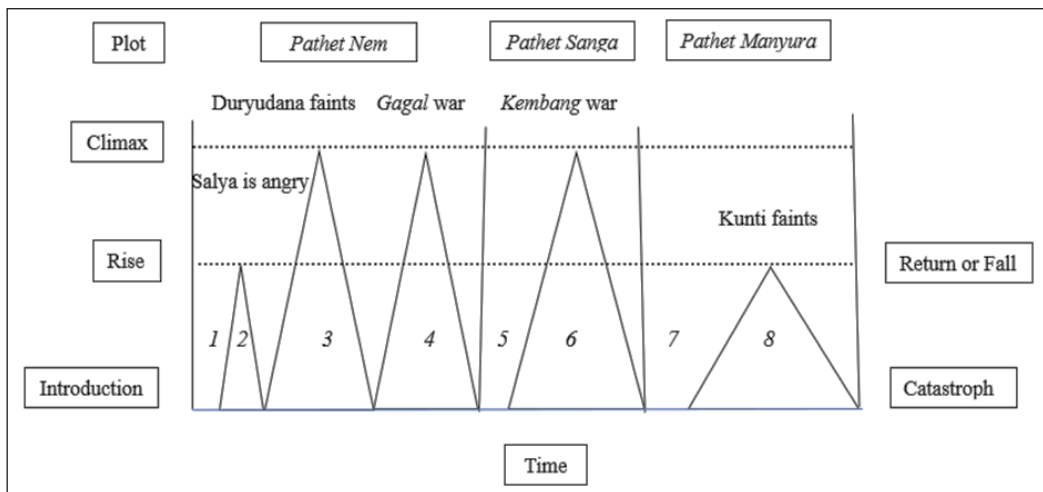 Plot
Pathet Nem
Pathet Sanga
Pathet Manyura
Duryudana faints
Gagal war
Kembang war
Climax
Salya is angry
Kunti faints
Rise
Return or Fall
1
2
3
4
5
6
7
8
Introduction
Catastroph
Time